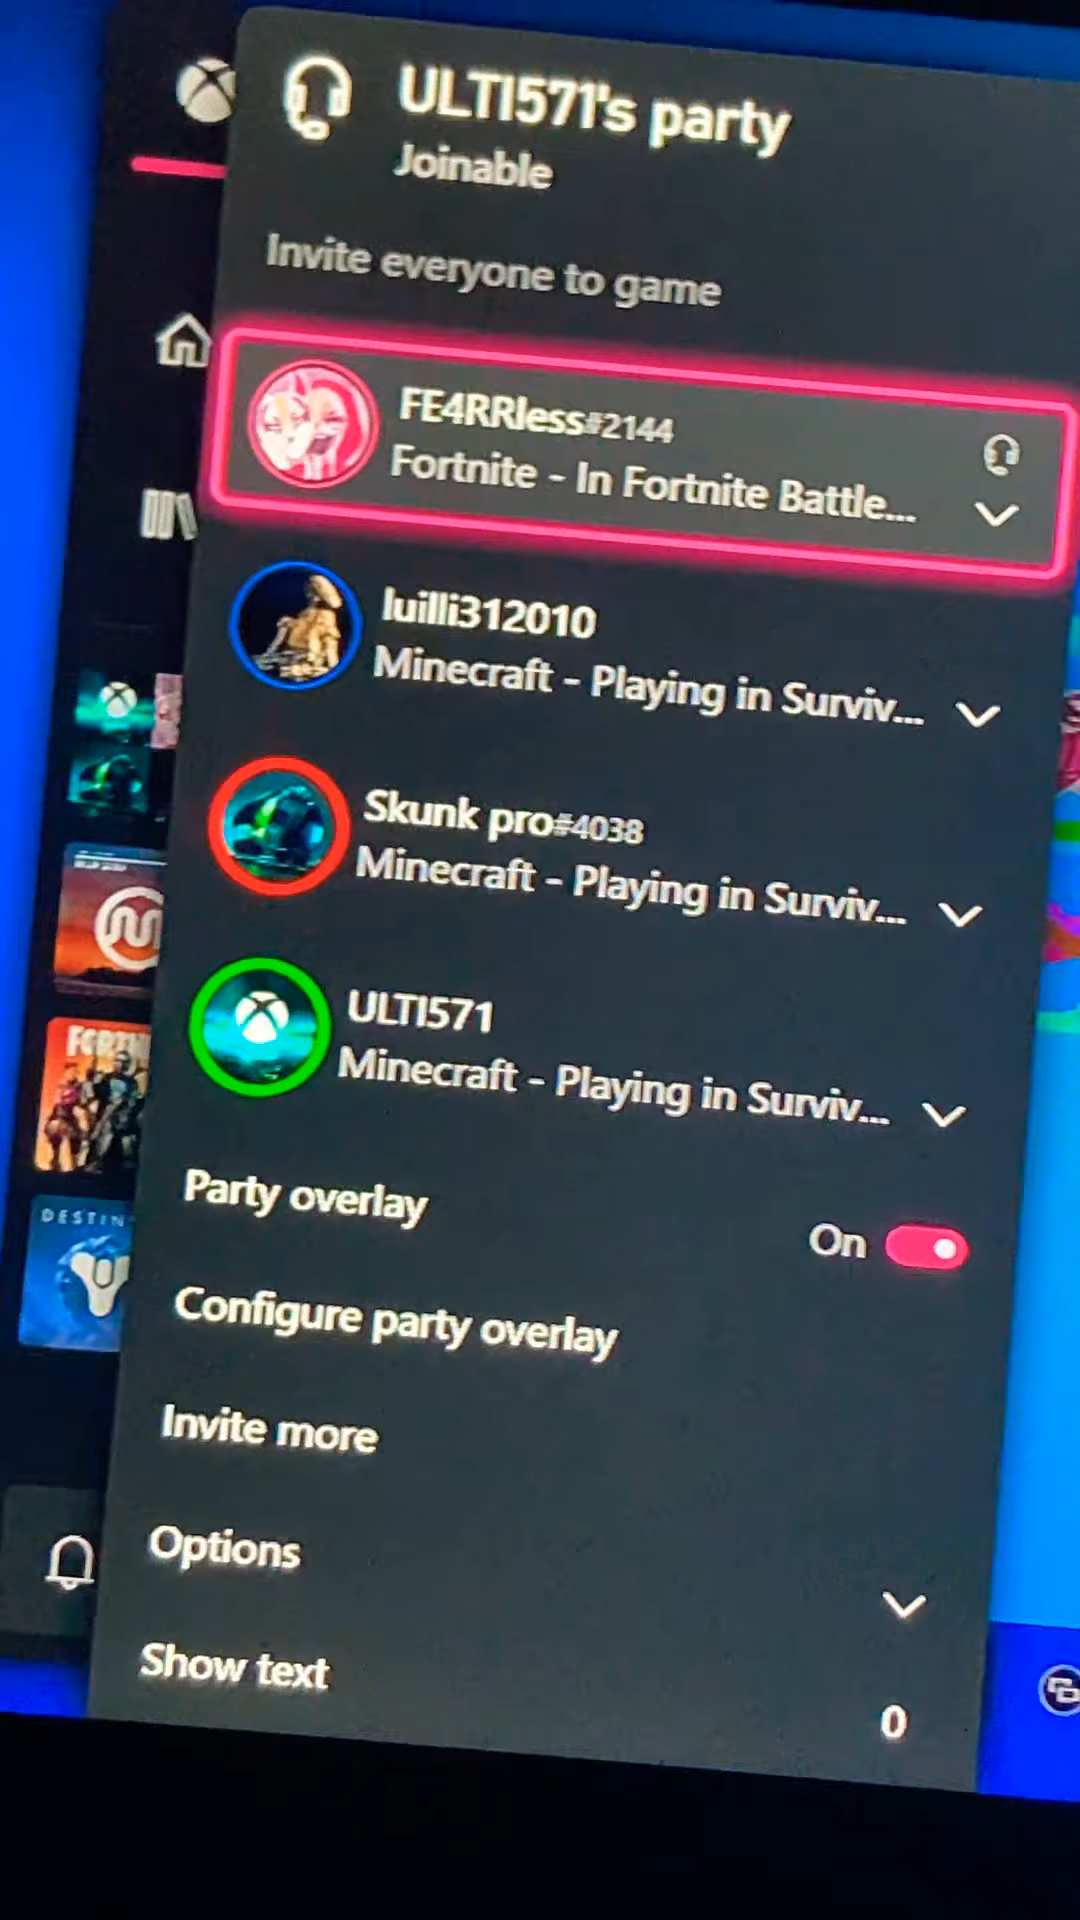 ULTI571's party
Joinable
Invite everyone to game
FE4RRless#2144
Fortnite - In Fortnite Battle...
luilli312010
Minecraft - Playing in Surviv...
Skunk pro#4038
Minecraft - Playing in Surviv...
ULTI571
Minecraft - Playing in Surviv...
FORTN
DESTIN
Party overlay
On
Configure party overlay
Invite more
Options
Show text
0